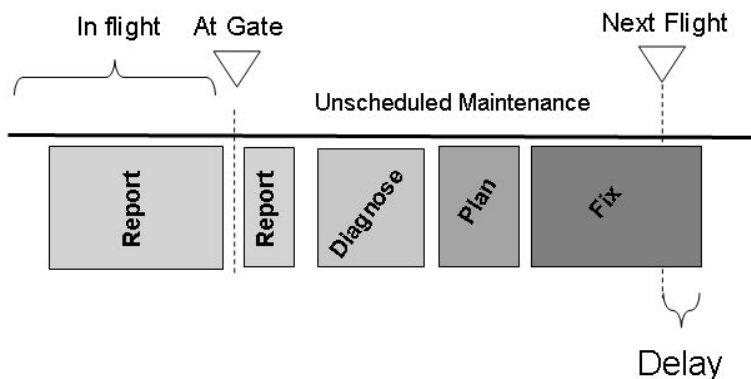 In flight
At Gate
Next Flight
Unscheduled Maintenance
Report
Report
Diagnose
Plan
Fix
Delay